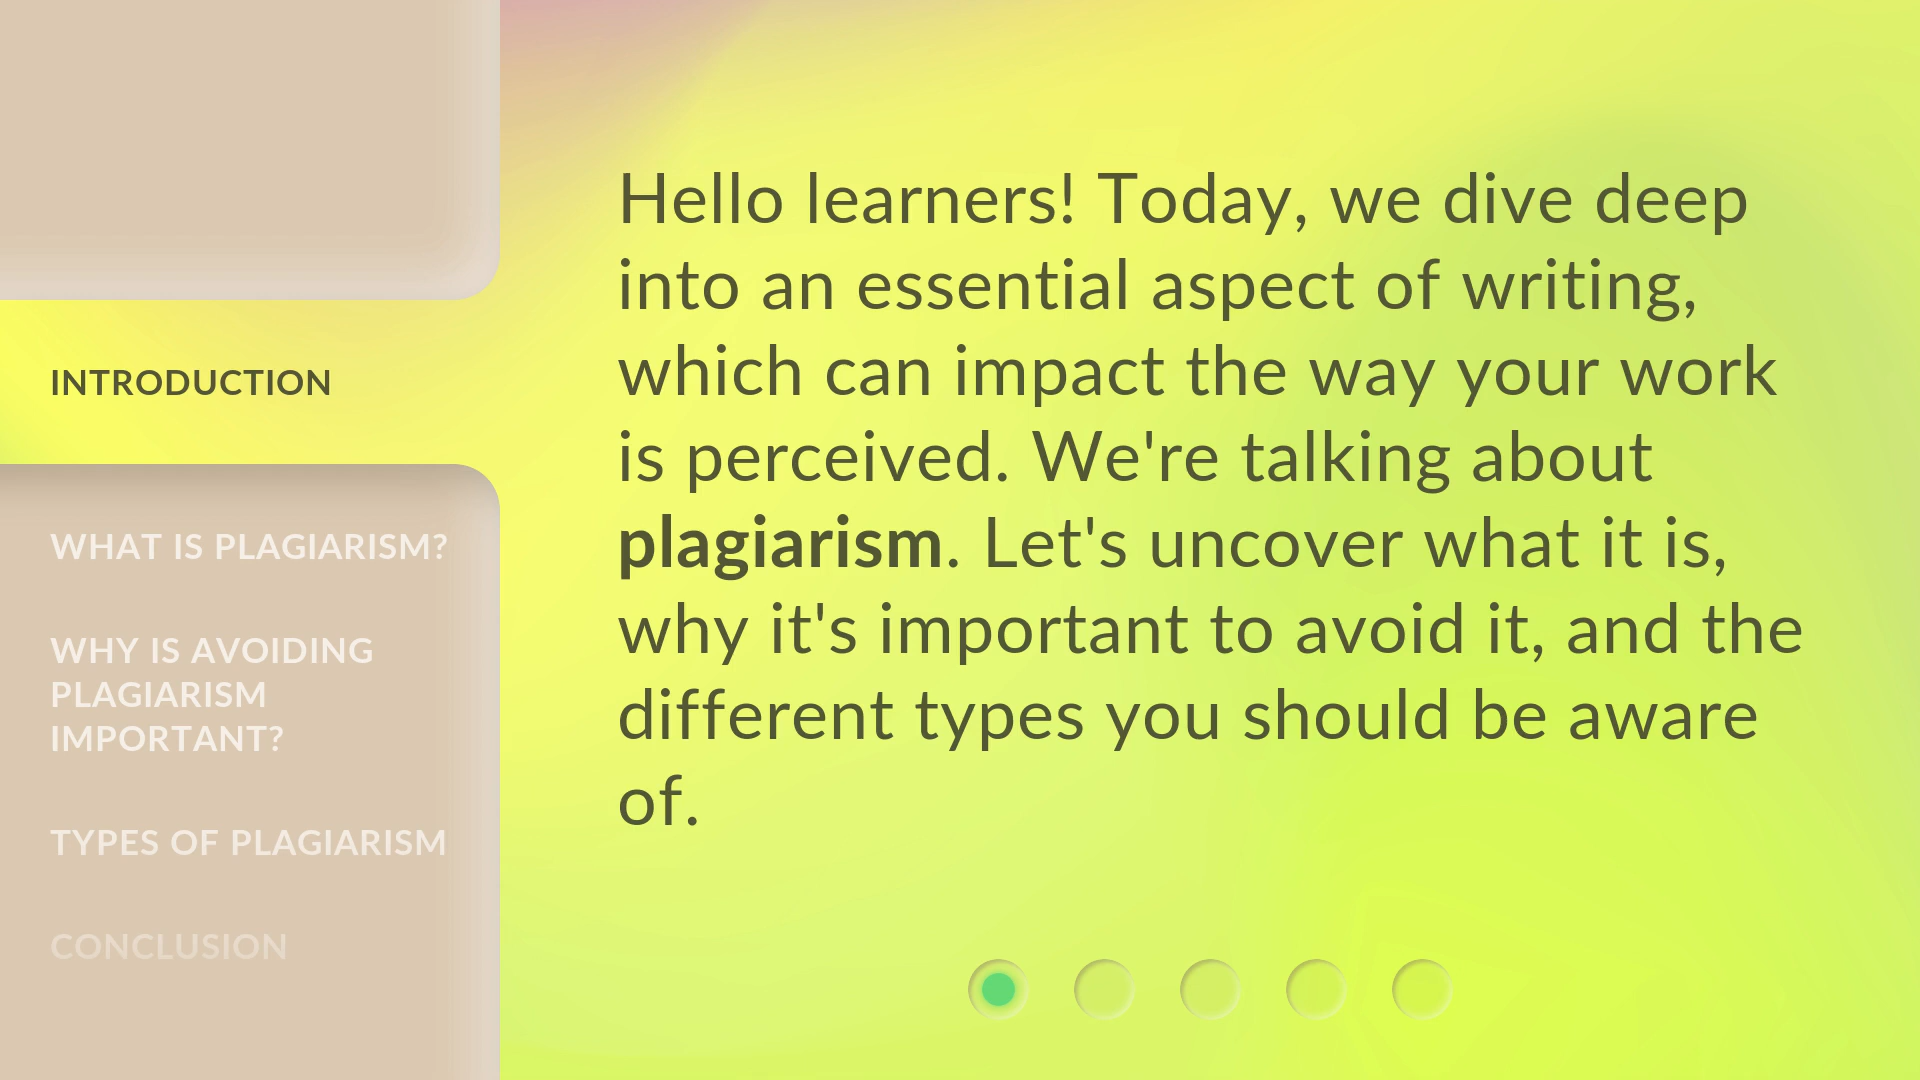 INTRODUCTION
WHAT IS PLAGIARISM?
WHY IS AVOIDING
PLAGIARISM
IMPORTANT?
TYPES OF PLAGIARISM
CONCLUSION
Hello learners! Today, we dive deep
into an essential aspect of writing,
which can impact the way your work
is perceived. We're talking about
plagiarism. Let's uncover what it is,
why it's important to avoid it, and the
different types you should be aware
of.